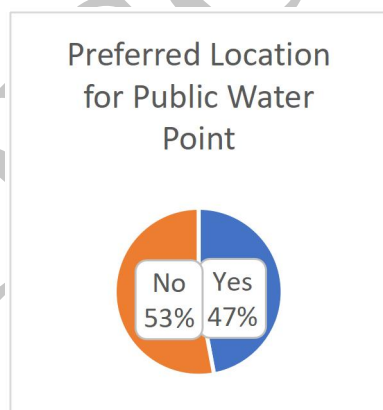 Preferred Location
for Public Water
Point
No
53%
Yes
47%